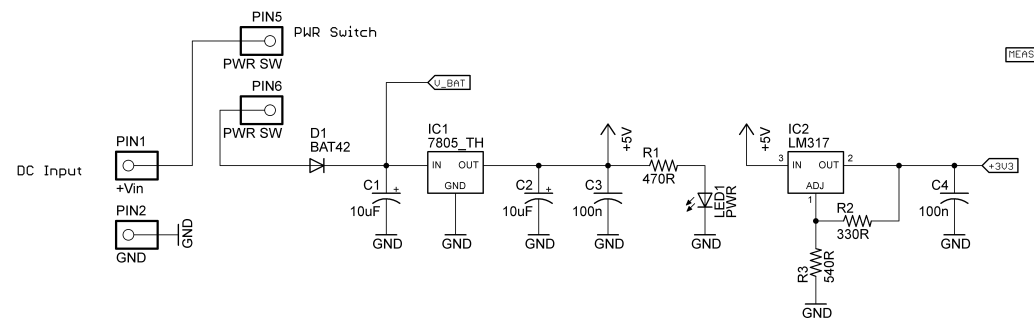 PIN5
PWR Switch
PWR SW
PIN6
PWR SW
V_BAT
MEAS
D1
BAT42
IC1
7805_TH
IN OUT
GND
+5V
R1
470R
+5V
IC2
LM317
3 IN OUT 2
ADJ
1
+3V3
PIN1
DC Input
+Vin
PIN2
GND
GND
C1
+
10uF
GND
GND
C2
+
10uF
GND
C3
100n
GND
LED1
PWR
GND
R2
330R
C4
100n
GND
R3
540R
GND